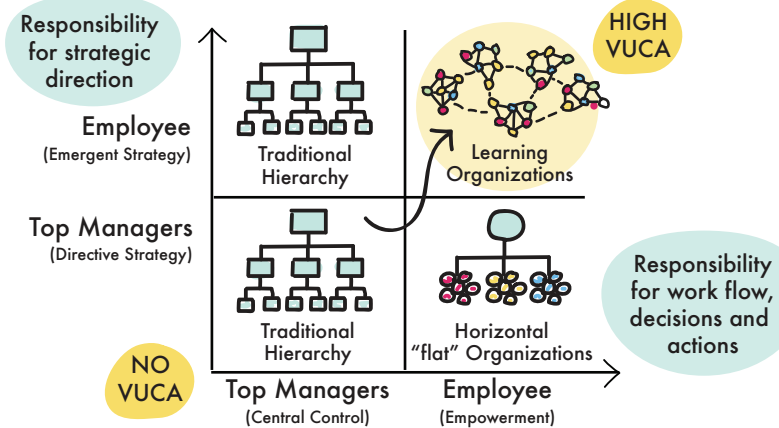 Responsibility
for strategic
direction
HIGH
VUCA
Employee
(Emergent Strategy)
Traditional
Hierarchy
Learning
Organizations
Top Managers
(Directive Strategy)
Traditional
Hierarchy
Horizontal
“flat” Organizations
Responsibility
for work flow,
decisions and
actions
NO
VUCA
Top Managers
(Central Control)
Employee
(Empowerment)